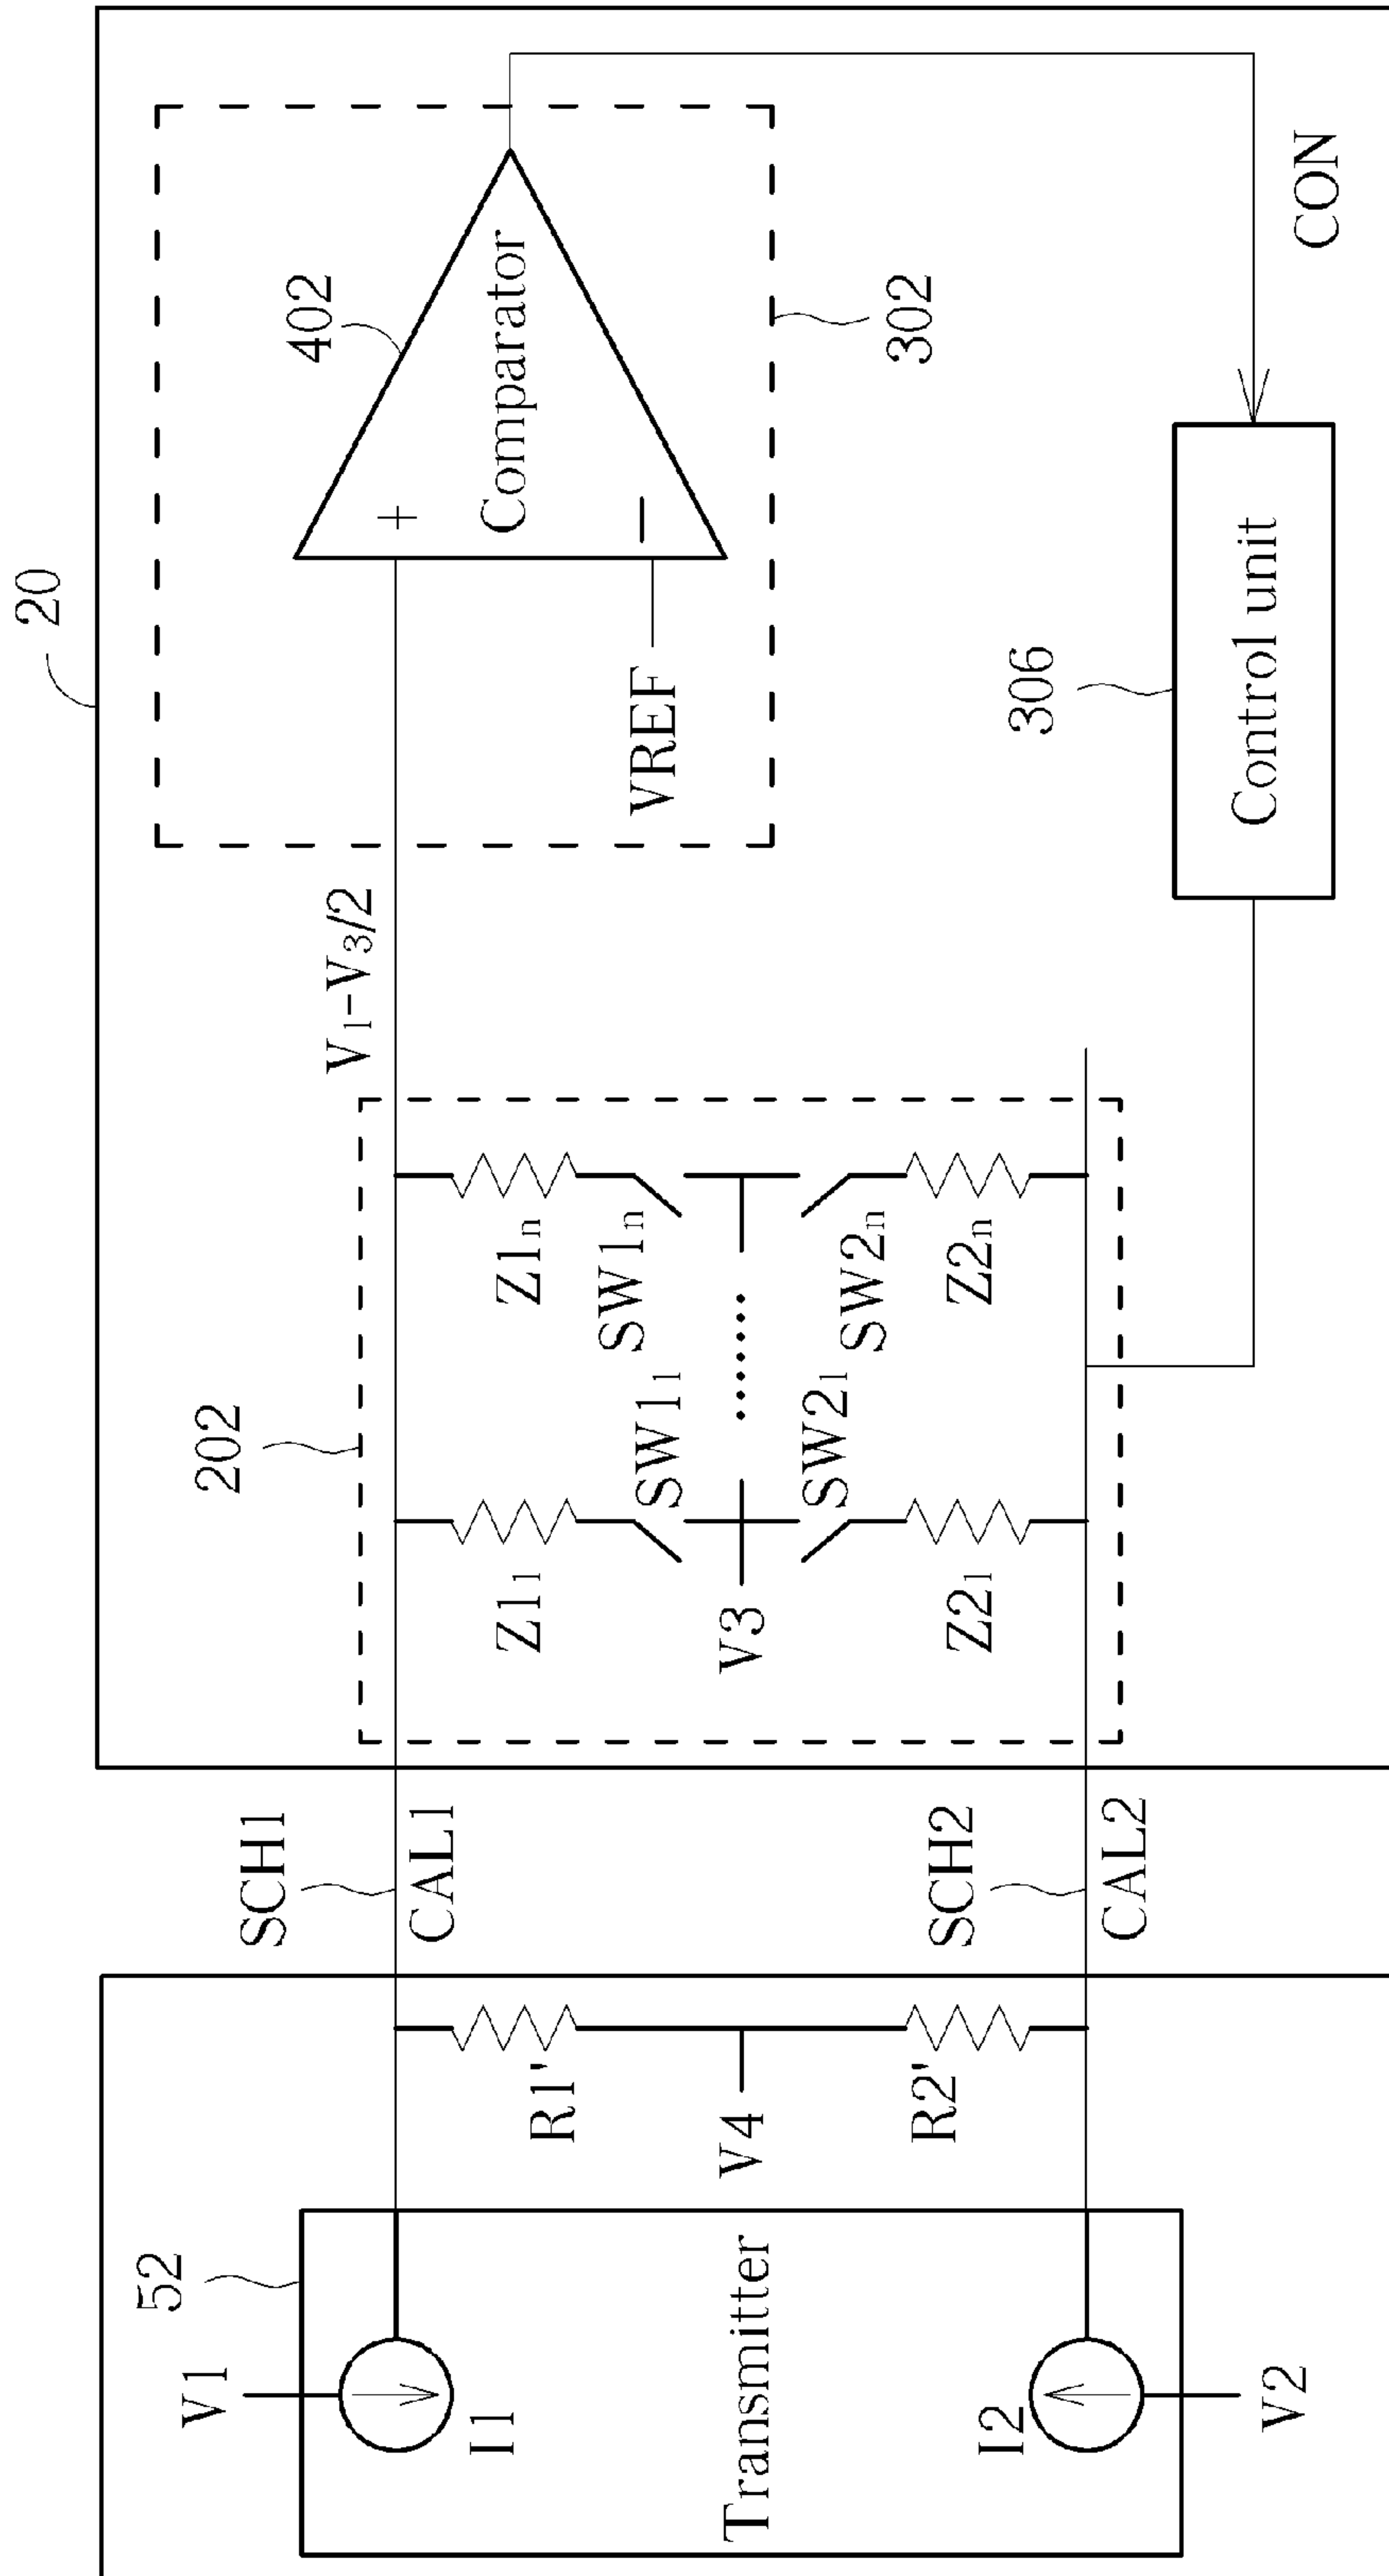 20
402
Comparator
+
−
VREF
302
V₁-V₃/2
202
Z1ₙ
SW1ₙ
SW2ₙ
Z2ₙ
Z1₁
SW1₁
V3
.......
SW2₁
Z2₁
306
Control unit
CON
SCH1
CAL1
SCH2
CAL2
R1'
V4
R2'
52
V1
I1
Transmitter
I2
V2